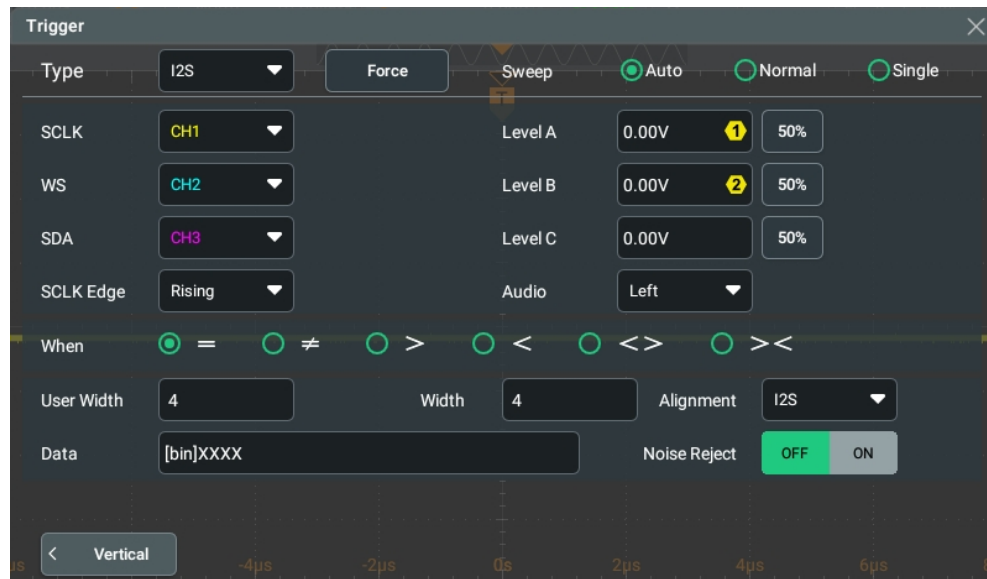 Trigger
Type I2S Force Sweep Auto Normal Single
T
SCLK CH1 Level A 0.00V 1 50%
WS CH2 Level B 0.00V 2 50%
SDA CH3 Level C 0.00V 50%
SCLK Edge Rising Audio Left
When = ≠ > < <> ><
User Width 4 Width 4 Alignment I2S
Data [bin]XXXX Noise Reject OFF ON
< Vertical
µs -4µs -2µs 0s 2µs 4µs 6µs